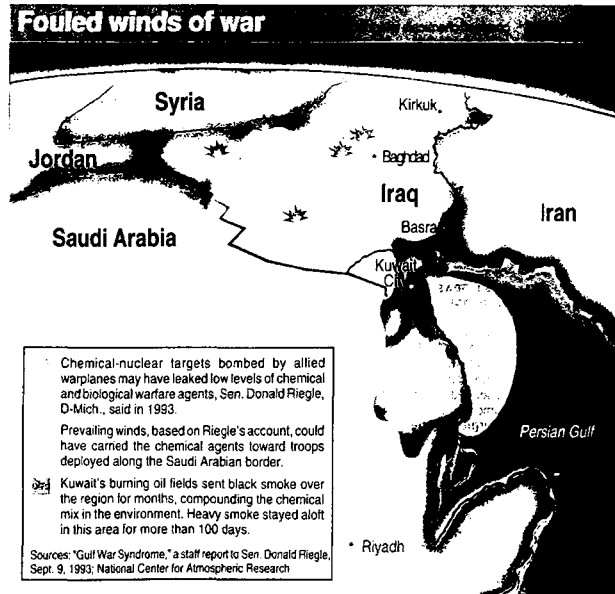 Fouled winds of war
Syria
Kirkuk
Jordan
Baghdad
Iraq
Iran
Basra
Saudi Arabia
Kuwait
City
Persian Gulf
Riyadh
Chemical-nuclear targets bombed by allied
warplanes may have leaked low levels of chemical
and biological warfare agents, Sen. Donald Riegle,
D-Mich., said in 1993.
Prevailing winds, based on Riegle's account, could
have carried the chemical agents toward troops
deployed along the Saudi Arabian border.
Kuwait's burning oil fields sent black smoke over
the region for months, compounding the chemical
mix in the environment. Heavy smoke stayed aloft
in this area for more than 100 days.
Sources: "Gulf War Syndrome," a staff report to Sen. Donald Riegle,
Sept. 9, 1993; National Center for Atmospheric Research